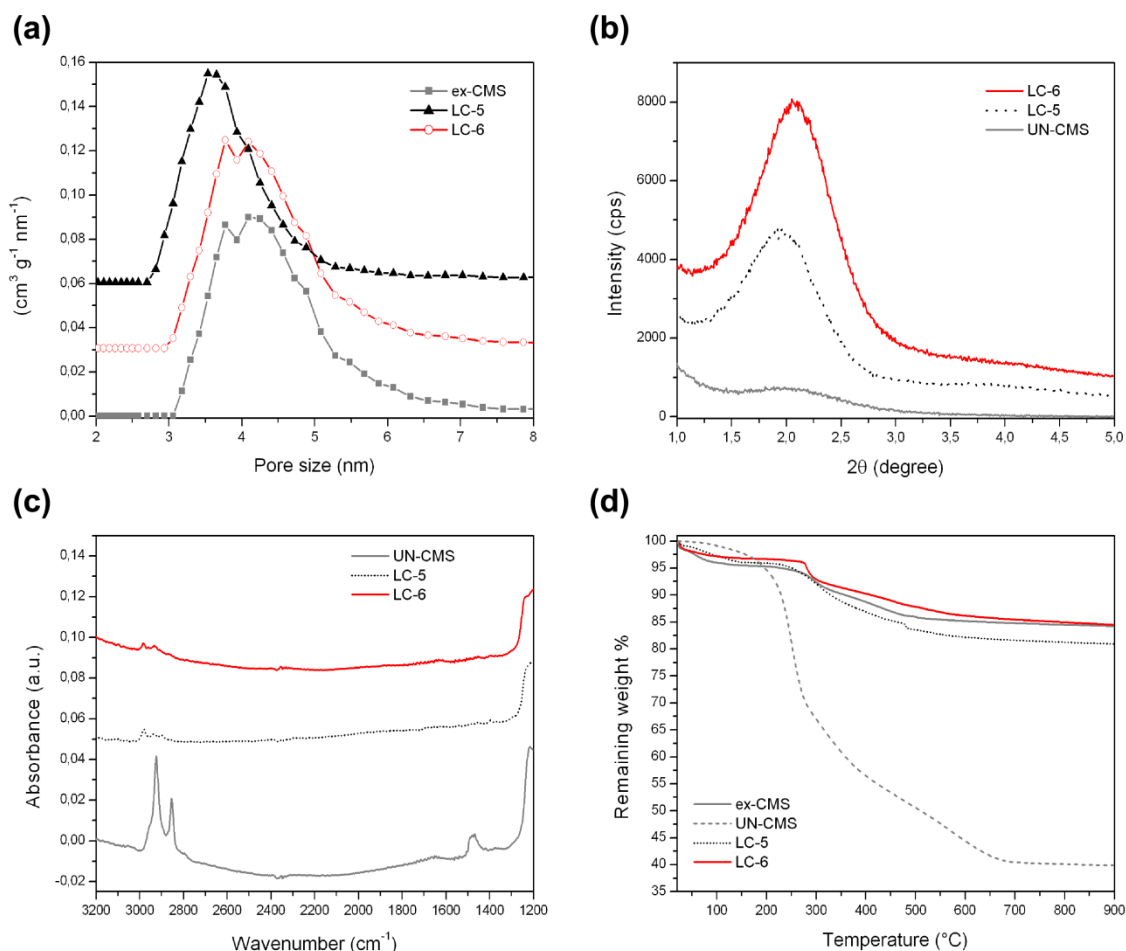 (a)
0,16
0,14
0,12
0,10
0,08
0,06
0,04
0,02
0,00
(cm³ g⁻¹ nm⁻¹)
ex-CMS
LC-5
LC-6
2 3 4 5 6 7 8
Pore size (nm)
(b)
8000
6000
4000
2000
0
Intensity (cps)
LC-6
LC-5
UN-CMS
1,0 1,5 2,0 2,5 3,0 3,5 4,0 4,5 5,0
2θ (degree)
(c)
0,14
0,12
0,10
0,08
0,06
0,04
0,02
0,00
-0,02
Absorbance (a.u.)
UN-CMS
LC-5
LC-6
3200 3000 2800 2600 2400 2200 2000 1800 1600 1400 1200
Wavenumber (cm⁻¹)
(d)
100
95
90
85
80
75
70
65
60
55
50
45
40
35
Remaining weight %
ex-CMS
UN-CMS
LC-5
LC-6
100 200 300 400 500 600 700 800 900
Temperature (°C)